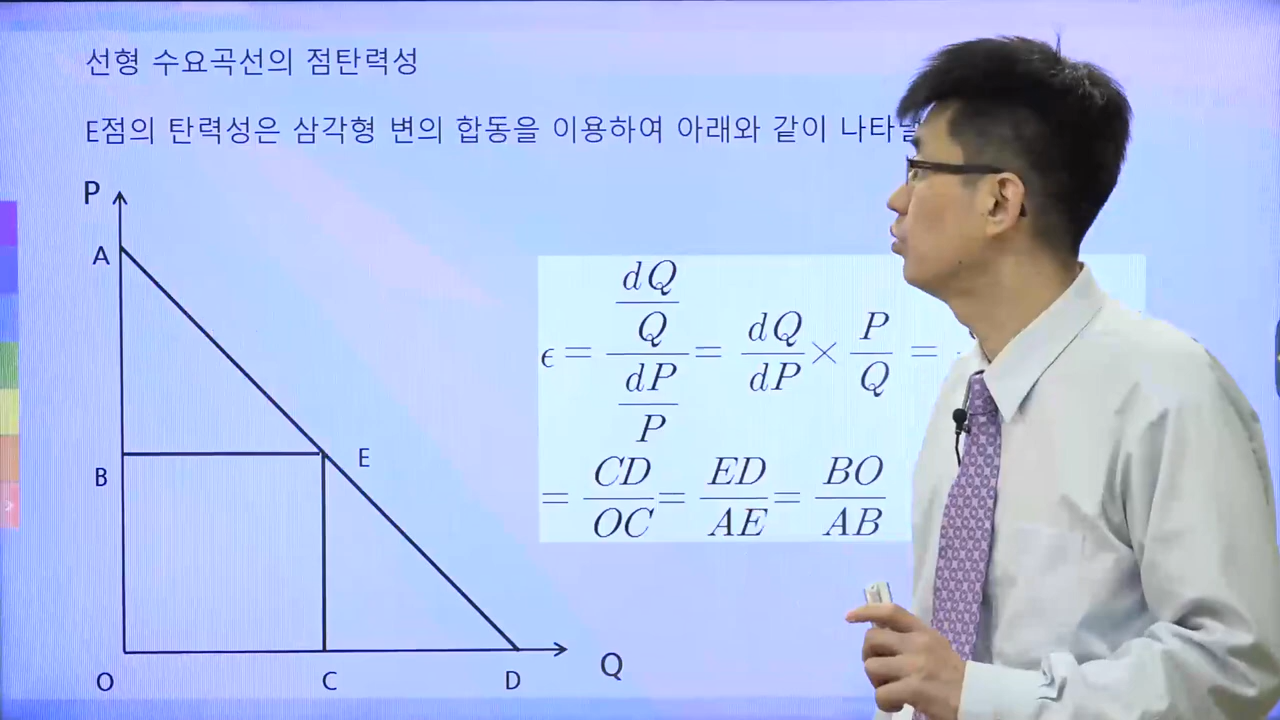 선형 수요곡선의 점탄력성
E점의 탄력성은 삼각형 변의 합동을 이용하여 아래와 같이
P
A
B
E
O
C
D
Q
ϵ = (dQ/Q)/(dP/P) = dQ/dP × P/Q =
= CD/OC = ED/AE = BO/AB